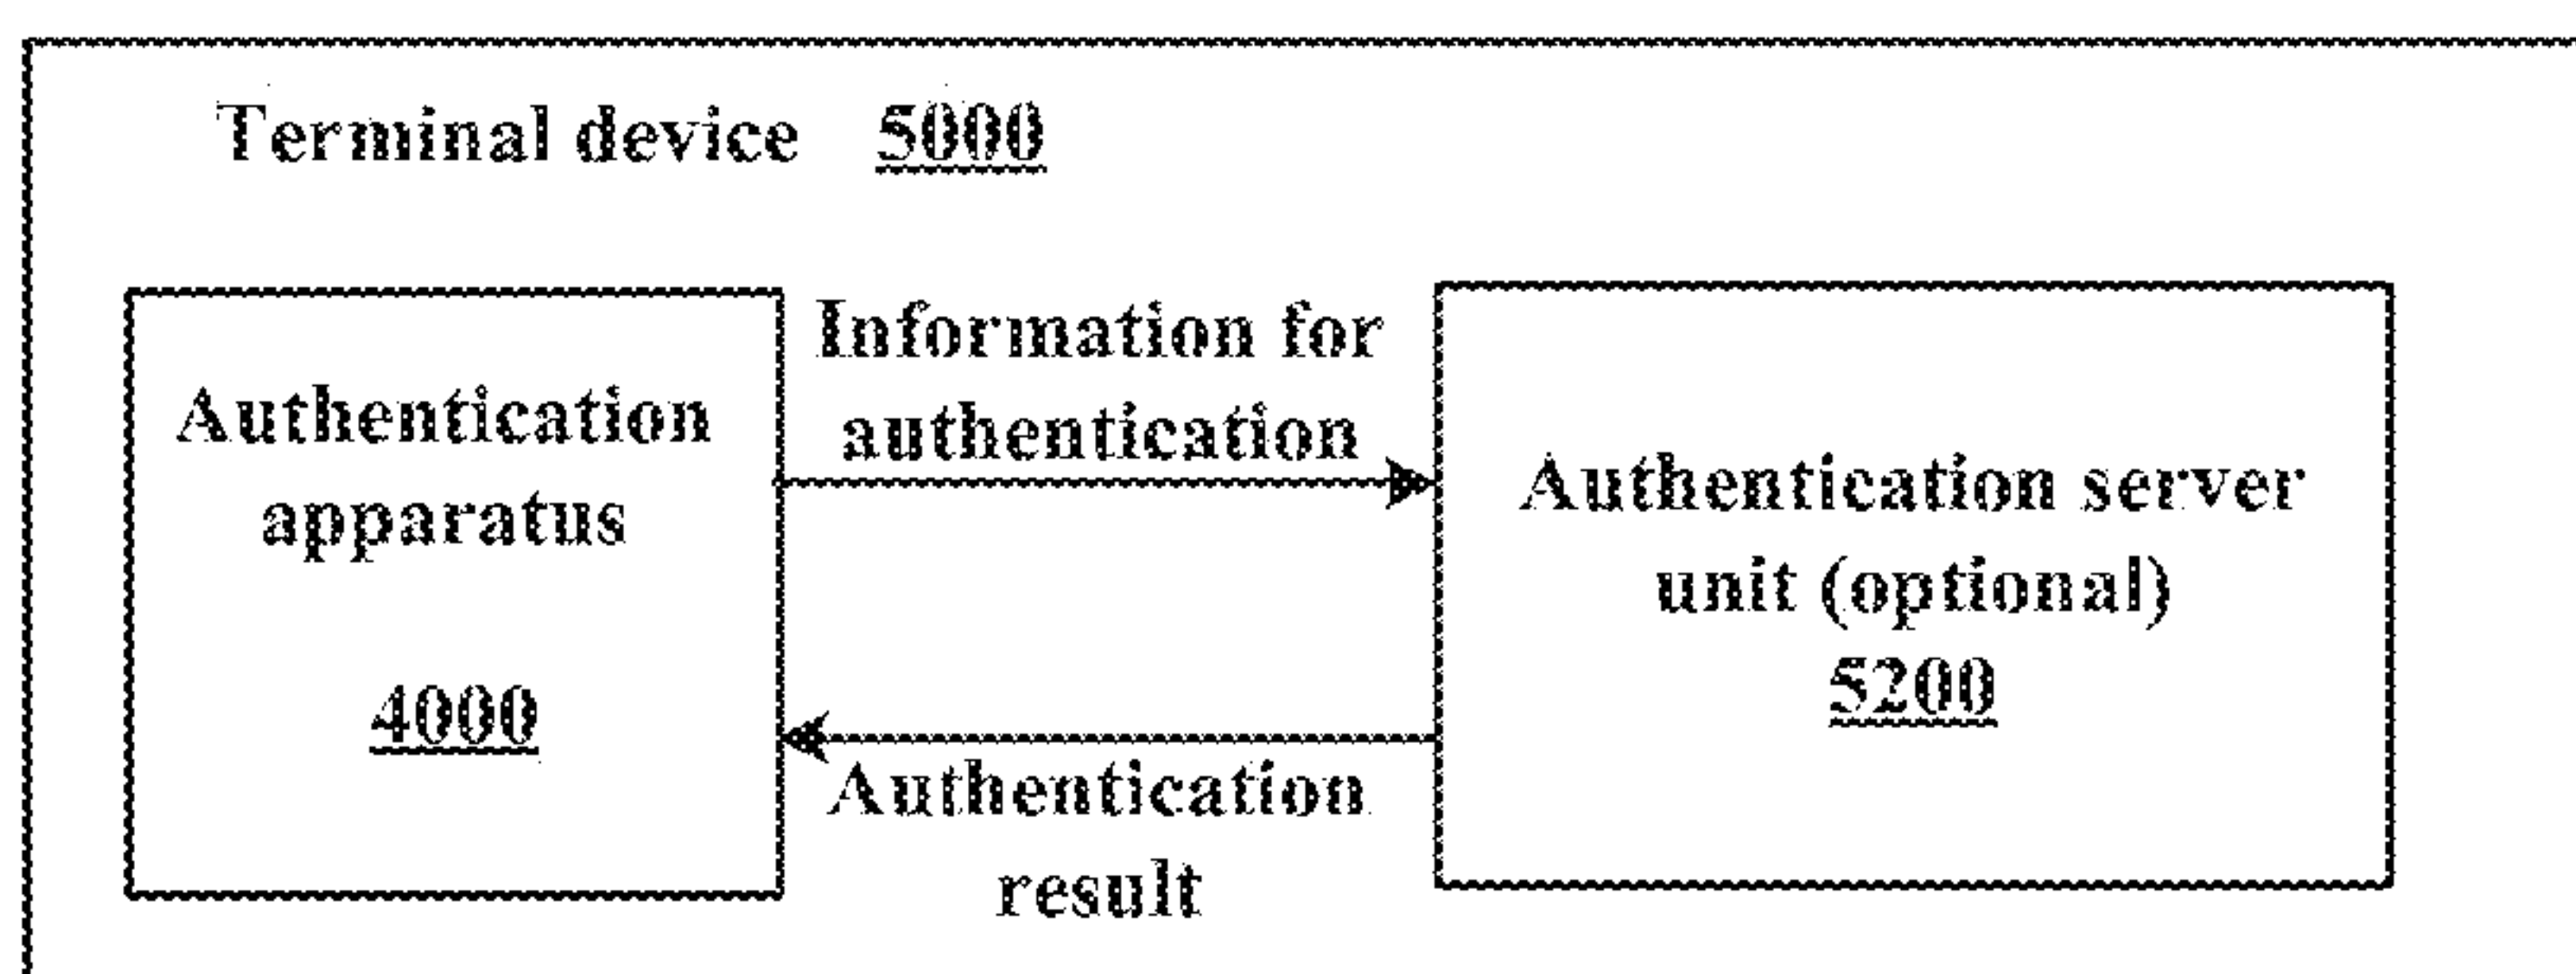 Terminal device 5000
Information for
authentication
Authentication
apparatus
4000
Authentication server
unit (optional)
5200
Authentication
result